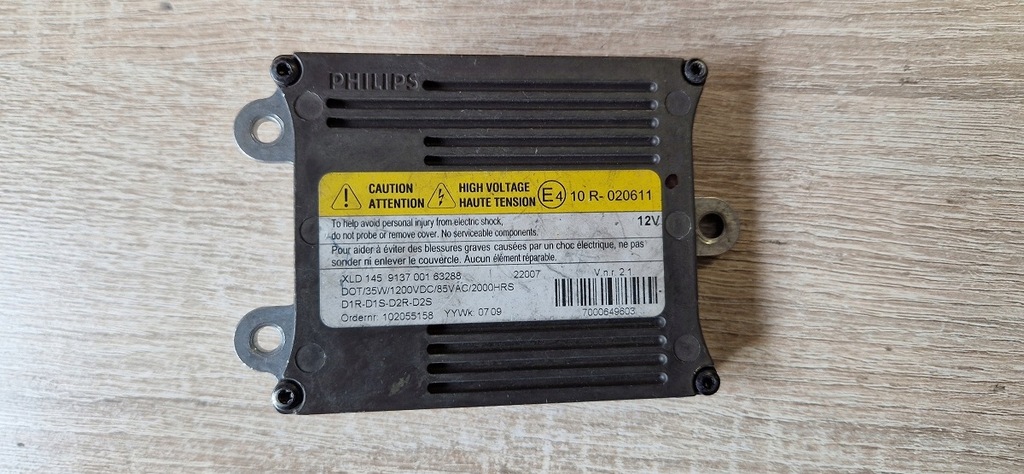 PHILIPS
CAUTION
ATTENTION
HIGH VOLTAGE
HAUTE TENSION
E4 10 R- 020611
12V
To help avoid personal injury from electric shock,
do not probe or remove cover. No serviceable components.
Pour aider à éviter des blessures graves causées par un choc électrique, ne pas
sonder ni enlever le couvercle. Aucun élément réparable.
XLD 145 9137 001 63288 22007 V.n.r. 2.1
DOT/35W/1200VDC/85VAC/2000HRS
D1R-D1S-D2R-D2S
Ordernr. 102055158 YYWk: 0709 7000649603